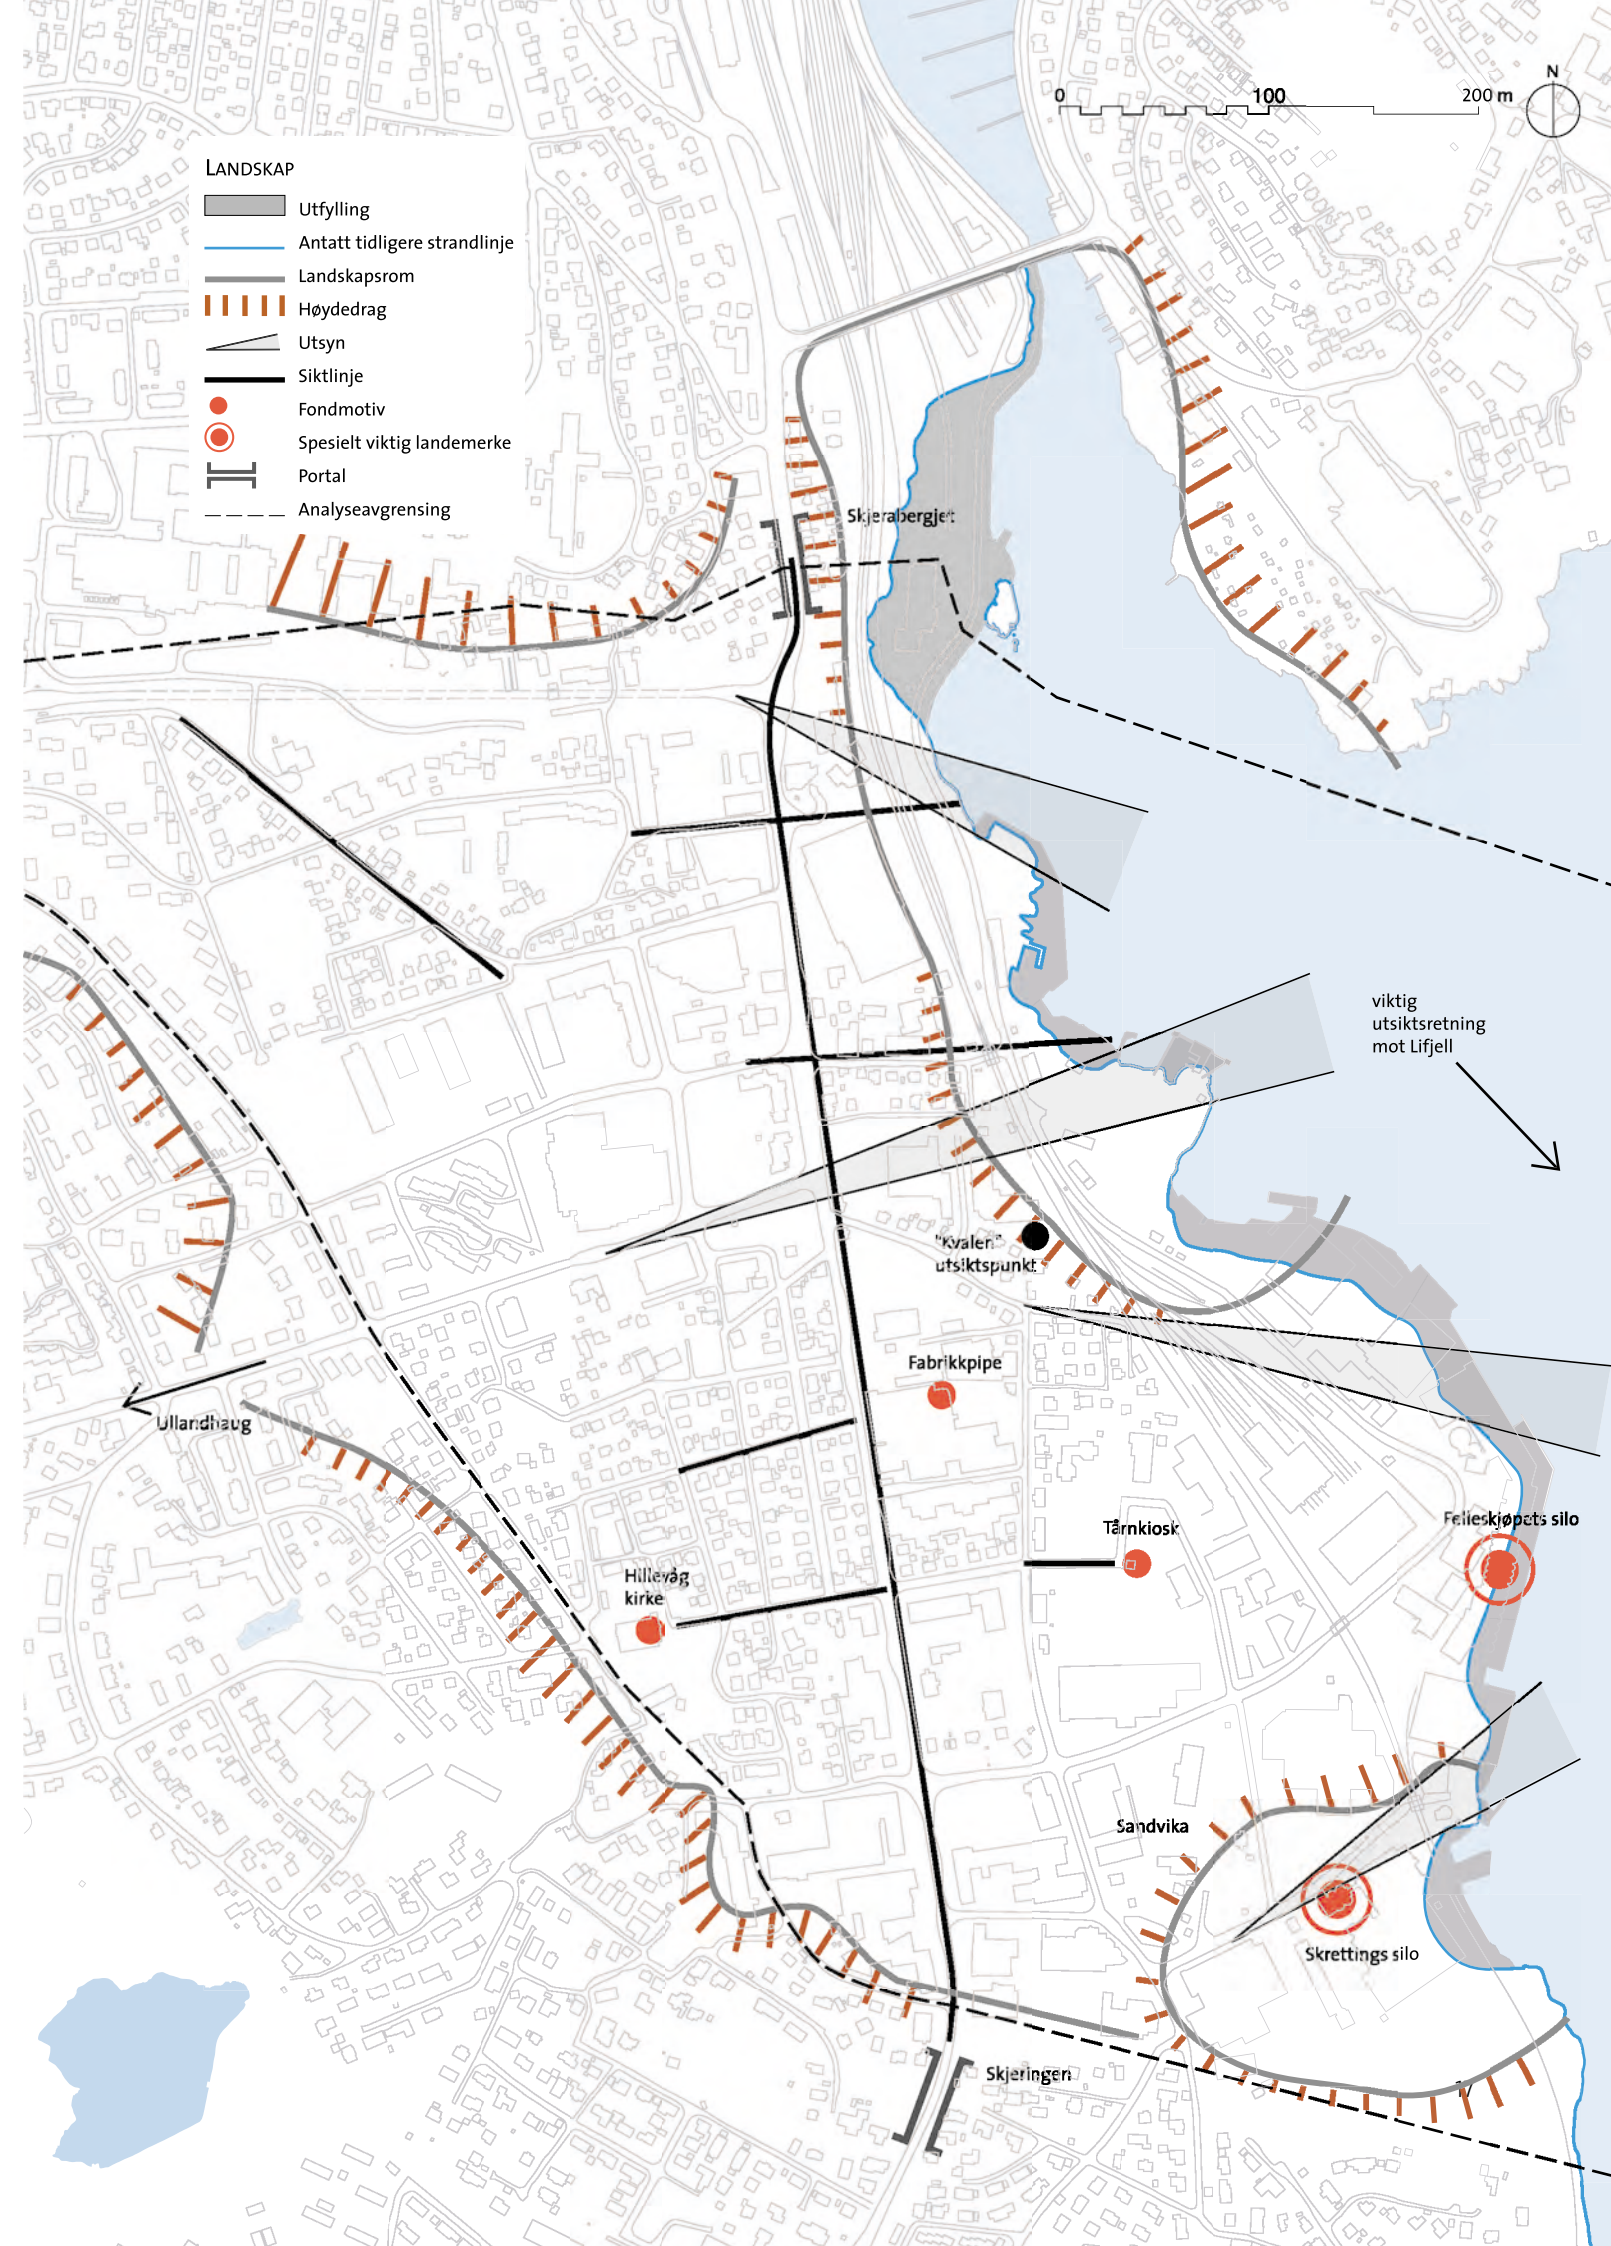 N
0 100 200 m
LANDSKAP
Utfylling
Antatt tidligere strandlinje
Landskapsrom
Høydedrag
Utsyn
Siktlinje
Fondmotiv
Spesielt viktig landemerke
Portal
Analyseavgrensing
Skjerabergjet
viktig
utsiktsretning
mot Lifjell
"Kvalen"
utsiktspunkt
Fabrikkpipe
Ullandhaug
Felleskjøpets silo
Tårnkiosk
Hillevåg
kirke
Sandvika
Skrettings silo
Skjeringen
17